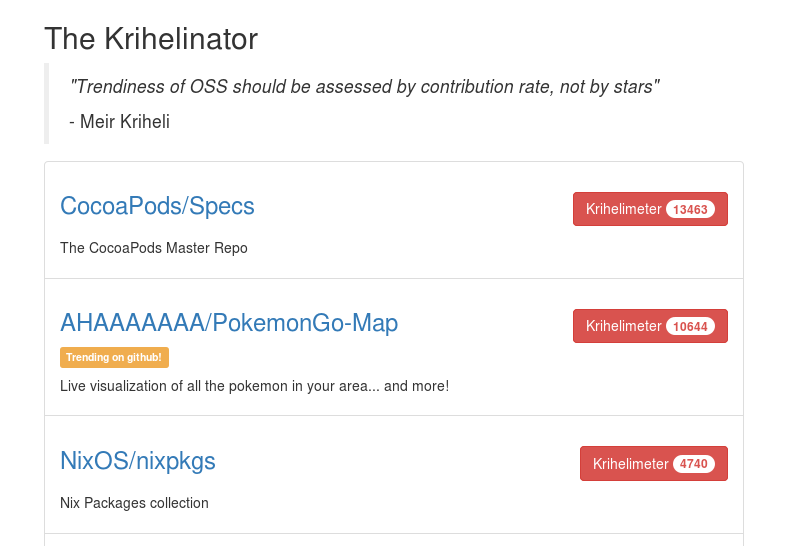 The Krihelinator
"Trendiness of OSS should be assessed by contribution rate, not by stars"
- Meir Kriheli
CocoaPods/Specs
Krihelimeter 13463
The CocoaPods Master Repo
AHAAAAAAA/PokemonGo-Map
Krihelimeter 10644
Trending on github!
Live visualization of all the pokemon in your area... and more!
NixOS/nixpkgs
Krihelimeter 4740
Nix Packages collection